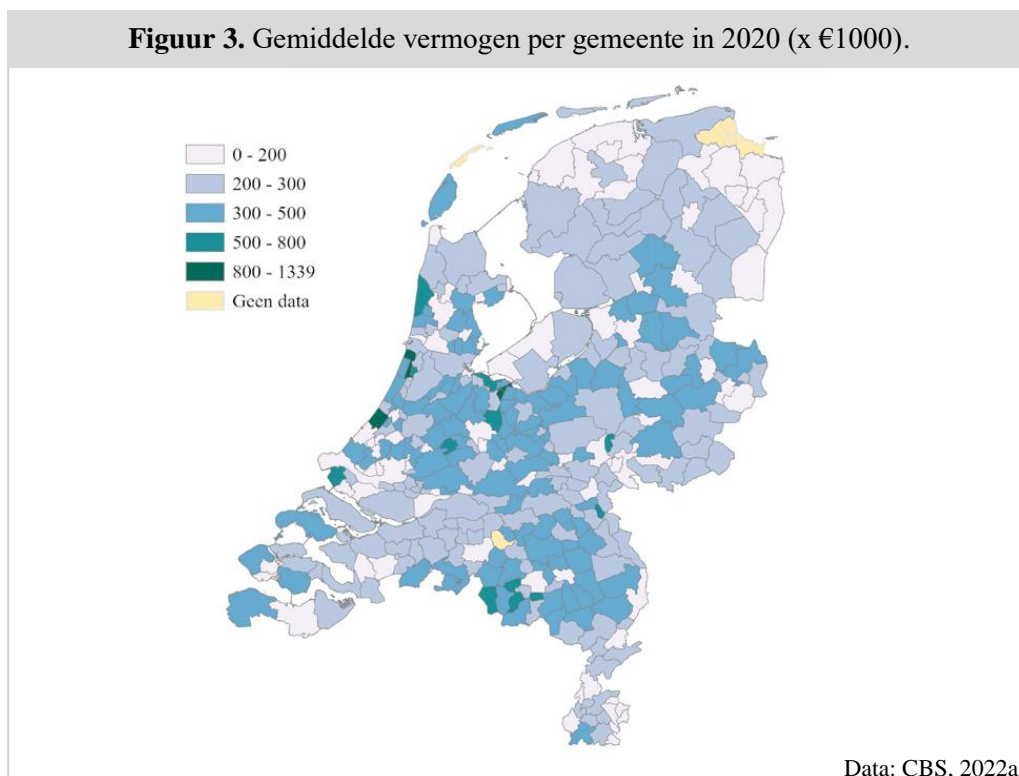 Figuur 3. Gemiddelde vermogen per gemeente in 2020 (x €1000).
0 - 200
200 - 300
300 - 500
500 - 800
800 - 1339
Geen data
Data: CBS, 2022a